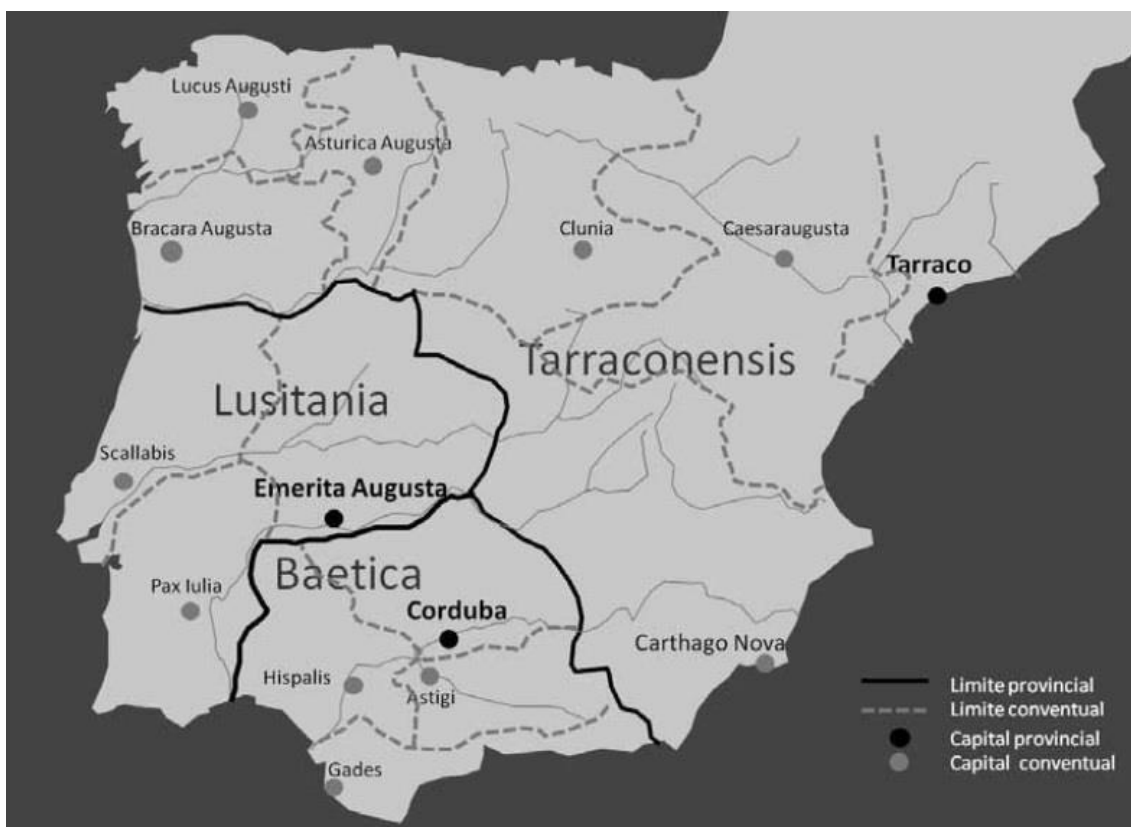 Lucus Augusti
Asturica Augusta
Bracara Augusta
Clunia
Caesaraugusta
Tarraco
Tarraconensis
Lusitania
Scallabis
Emerita Augusta
Baetica
Pax Iulia
Corduba
Carthago Nova
Hispalis
Astigi
Gades
Limite provincial
Limite conventual
Capital provincial
Capital conventual